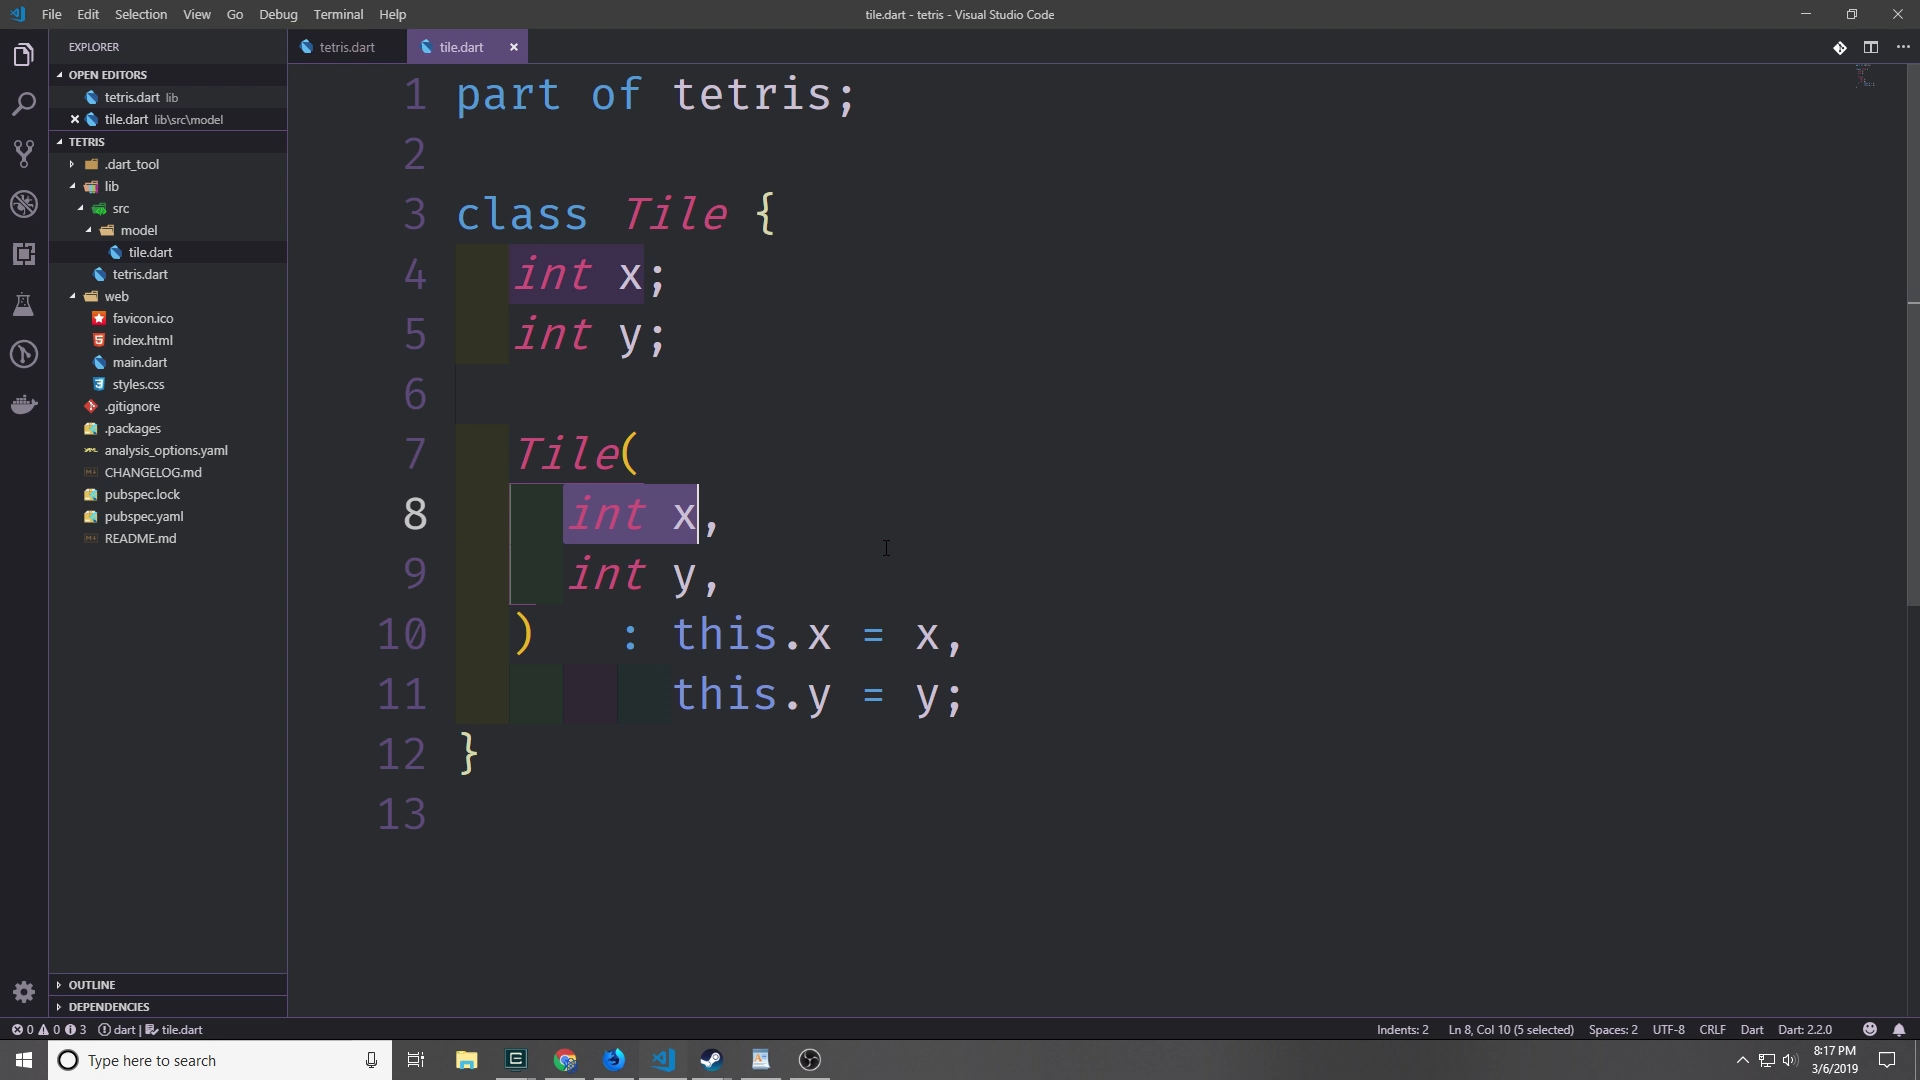 File Edit Selection View Go Debug Terminal Help
tile.dart - tetris - Visual Studio Code
EXPLORER
tetris.dart
tile.dart
OPEN EDITORS
tetris.dart lib
tile.dart lib\src\model
TETRIS
.dart_tool
lib
src
model
tile.dart
tetris.dart
web
favicon.ico
index.html
main.dart
styles.css
.gitignore
.packages
analysis_options.yaml
CHANGELOG.md
pubspec.lock
pubspec.yaml
README.md
OUTLINE
DEPENDENCIES
1 part of tetris;
2
3 class Tile {
4 int x;
5 int y;
6
7 Tile(
8 int x,
9 int y,
10 ) : this.x = x,
11 this.y = y;
12 }
13
0 0 3 dart | tile.dart
Indents: 2 Ln 8, Col 10 (5 selected) Spaces: 2 UTF-8 CRLF Dart Dart: 2.2.0
Type here to search
8:17 PM
3/6/2019